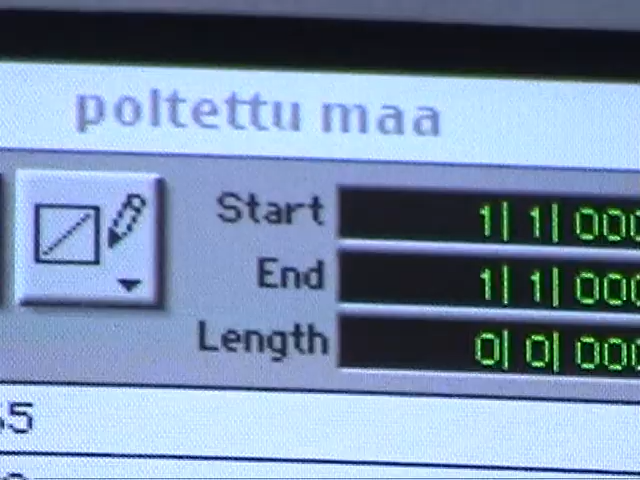 poltettu maa
Start 1| 1| 000
End 1| 1| 000
Length 0| 0| 000